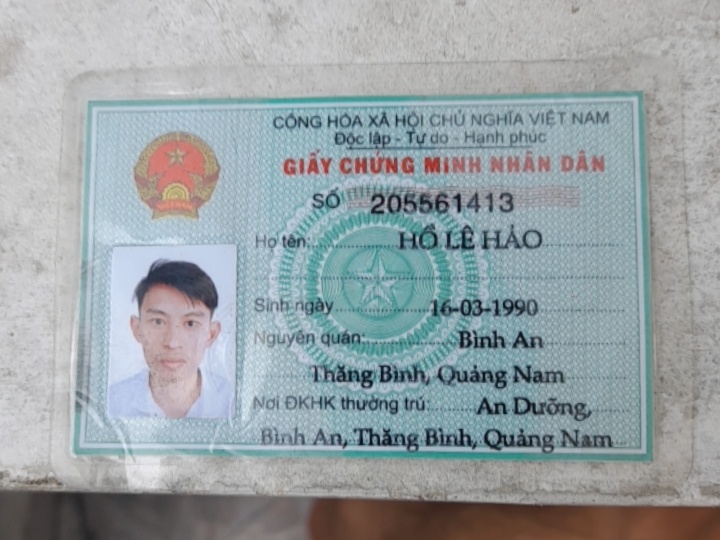 CỘNG HÒA XÃ HỘI CHỦ NGHĨA VIỆT NAM
Độc lập - Tự do - Hạnh phúc
GIẤY CHỨNG MINH NHÂN DÂN
SỐ 205561413
Họ tên: HỒ LÊ HẢO
Sinh ngày 16-03-1990
Nguyên quán: Bình An
Thăng Bình, Quảng Nam
Nơi ĐKHK thường trú: An Dưỡng,
Bình An, Thăng Bình, Quảng Nam